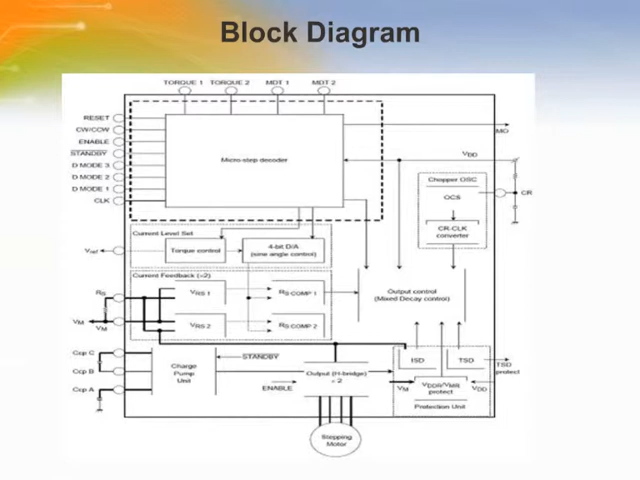 Block Diagram
TORQUE 1 TORQUE 2 MDT 1 MDT 2
RESET
CW/CCW
ENABLE
STANDBY
D MODE 3
D MODE 2
D MODE 1
CLK
Micro-step decoder
MO
VDD
Chopper OSC
OCS
CR-CLK
converter
CR
Current Level Set
Torque control
4-bit D/A
(sine angle control)
Vref
Current Feedback (×2)
VRS 1
RS COMP 1
VRS 2
RS COMP 2
RS
VM
VM
Output control
(Mixed Decay control)
Ccp C
Ccp B
Ccp A
Charge
Pump
Unit
STANDBY
ENABLE
Output (H-bridge)
× 2
VM
ISD
TSD
VDDR/VMR
protect
VDD
Protection Unit
TSD
protect
Stepping
Motor